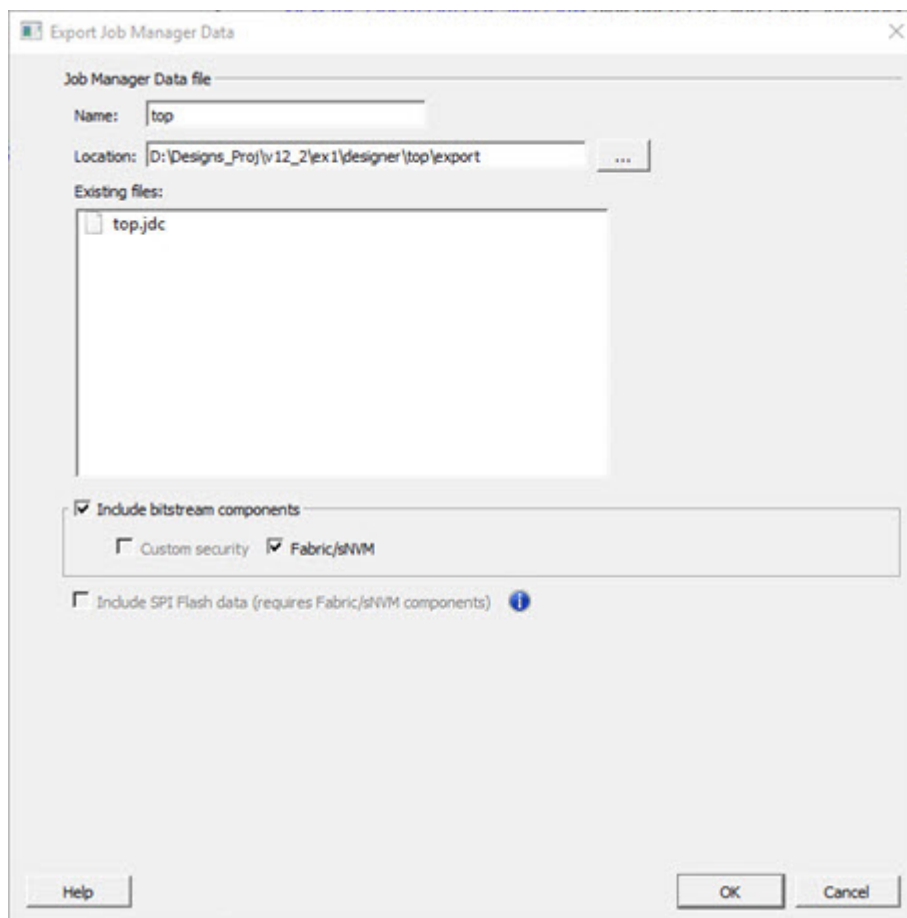 Export Job Manager Data
Job Manager Data file
Name: top
Location: D:\Designs_Proj\v12_2\ex1\designer\top\export ...
Existing files:
top.jdc
Include bitstream components
Custom security Fabric/sNVM
Include SPI Flash data (requires Fabric/sNVM components)
Help OK Cancel